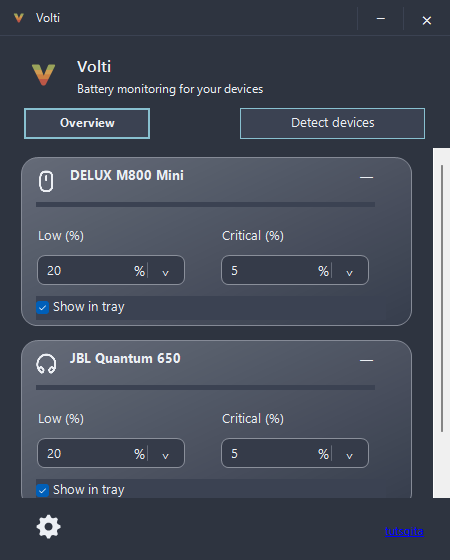 Volti
Volti
Battery monitoring for your devices
Overview
Detect devices
DELUX M800 Mini —
Low (%) Critical (%)
20 % v 5 % v
Show in tray
JBL Quantum 650 —
Low (%) Critical (%)
20 % v 5 % v
Show in tray
tutsoita